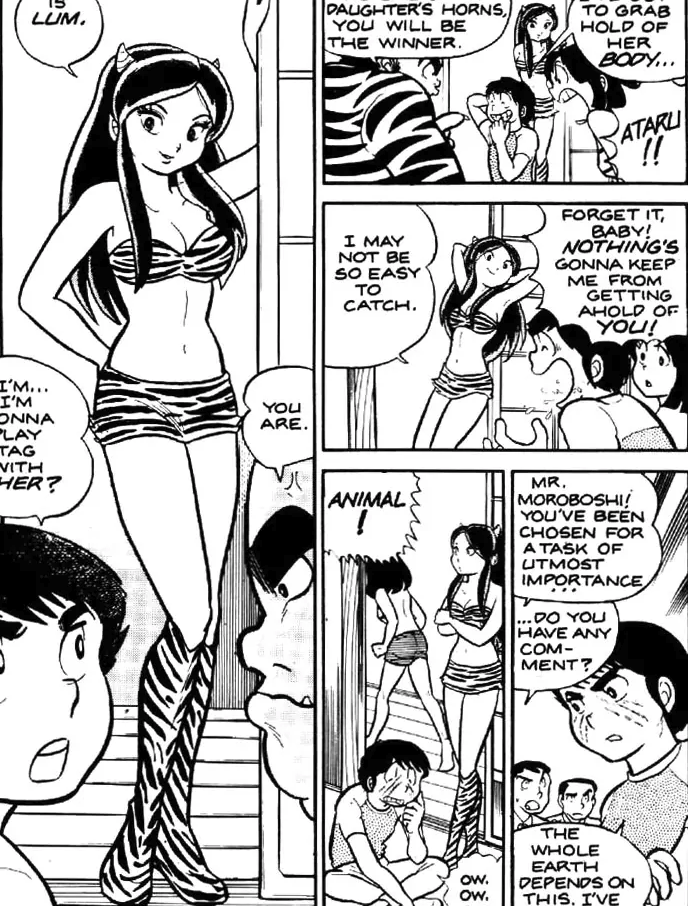 IS
LUM.
I'M...
I'M
TAG
WITH
HER?
YOU
ARE.
DAUGHTER'S HORNS,
YOU WILL BE
THE WINNER.
TO GRAB
HOLD OF
HER
BODY...
ATARU
!!
I MAY
NOT BE
SO EASY
TO
CATCH.
FORGET IT,
BABY!
NOTHING'S
GONNA KEEP
ME FROM
GETTING
AHOLD OF
YOU!
ANIMAL
!
OW.
OW.
MR.
MOROBOSHI!
YOU'VE BEEN
CHOSEN FOR
A TASK OF
UTMOST
IMPORTANCE
...
...DO YOU
HAVE ANY
COM-
MENT?
THE
WHOLE
EARTH
DEPENDS ON
THIS. I'VE